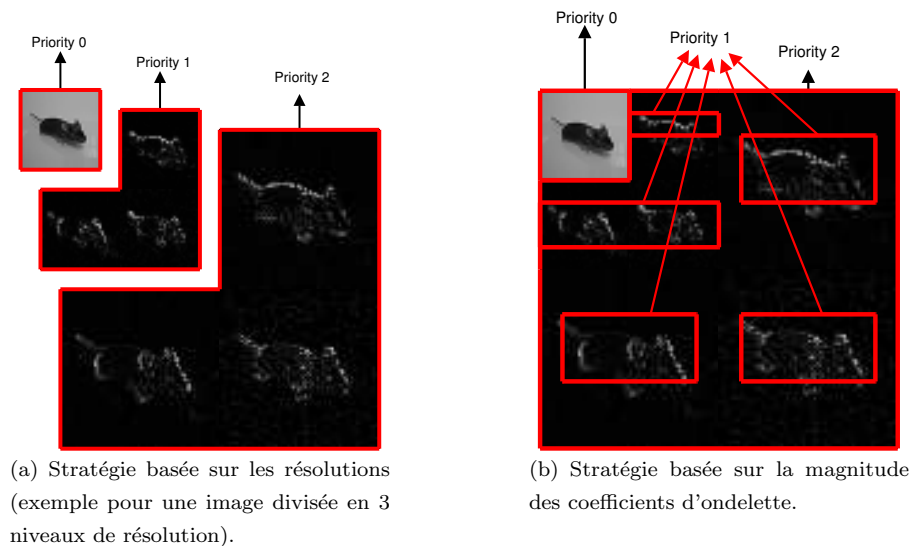 Priority 0
Priority 1
Priority 2
(a) Stratégie basée sur les résolutions
(exemple pour une image divisée en 3
niveaux de résolution).
Priority 0
Priority 1
Priority 2
(b) Stratégie basée sur la magnitude
des coefficients d'ondelette.